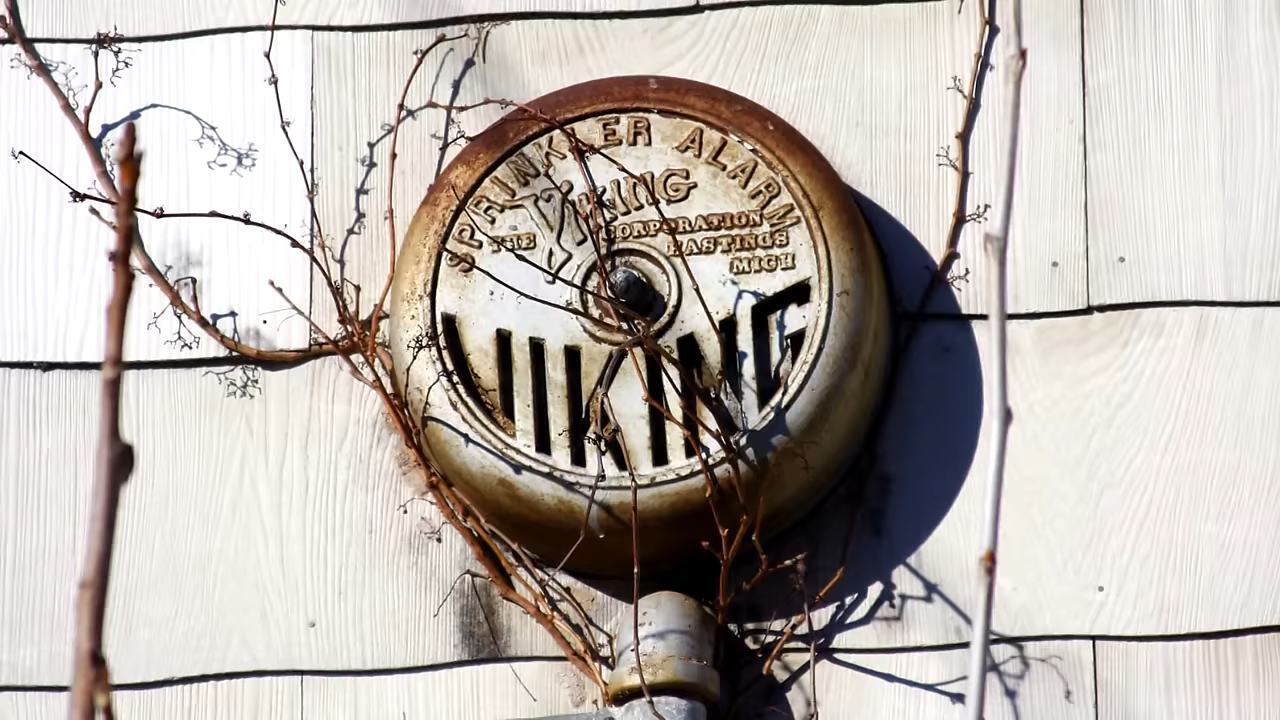 SPRINKLER ALARM
VIKING
THE CORPORATION
HASTINGS
MICH
VIKING